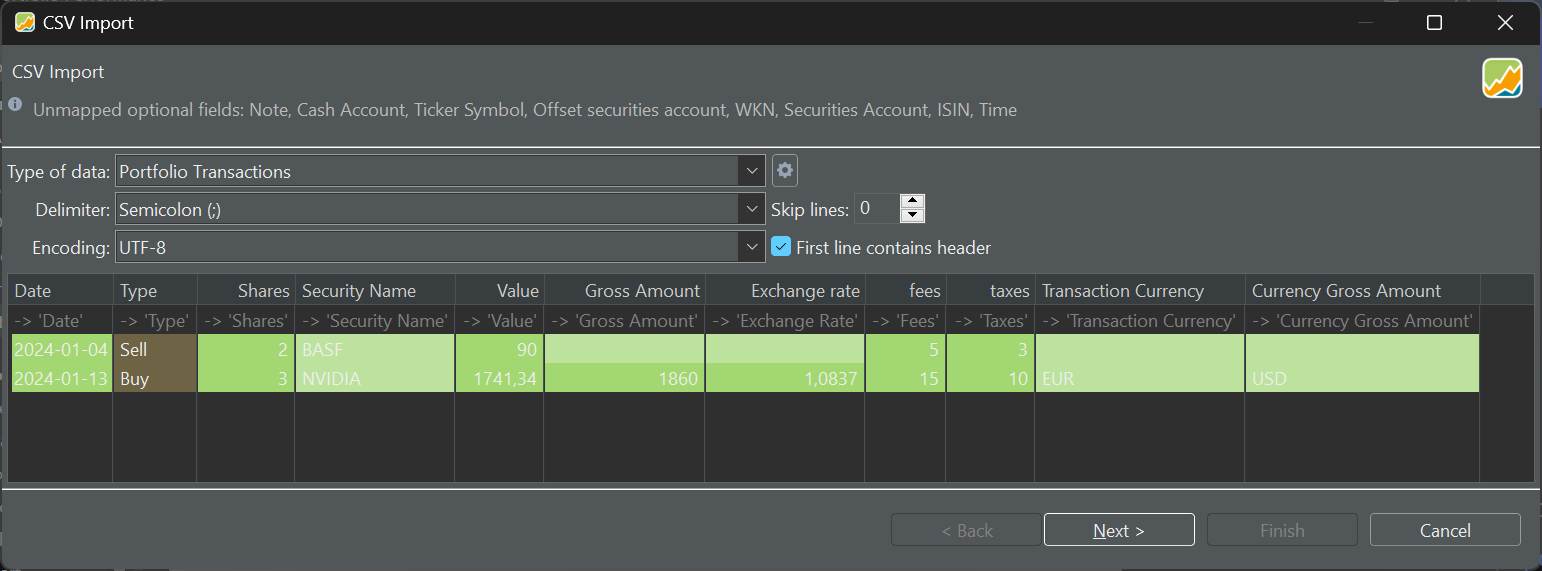 CSV Import
CSV Import
Unmapped optional fields: Note, Cash Account, Ticker Symbol, Offset securities account, WKN, Securities Account, ISIN, Time
Type of data: Portfolio Transactions
Delimiter: Semicolon (;) Skip lines: 0
Encoding: UTF-8 First line contains header
Date Type Shares Security Name Value Gross Amount Exchange rate fees taxes Transaction Currency Currency Gross Amount
-> 'Date' -> 'Type' -> 'Shares' -> 'Security Name' -> 'Value' -> 'Gross Amount' -> 'Exchange Rate' -> 'Fees' -> 'Taxes' -> 'Transaction Currency' -> 'Currency Gross Amount'
2024-01-04 Sell 2 BASF 90 5 3
2024-01-13 Buy 3 NVIDIA 1741,34 1860 1,0837 15 10 EUR USD
< Back Next > Finish Cancel